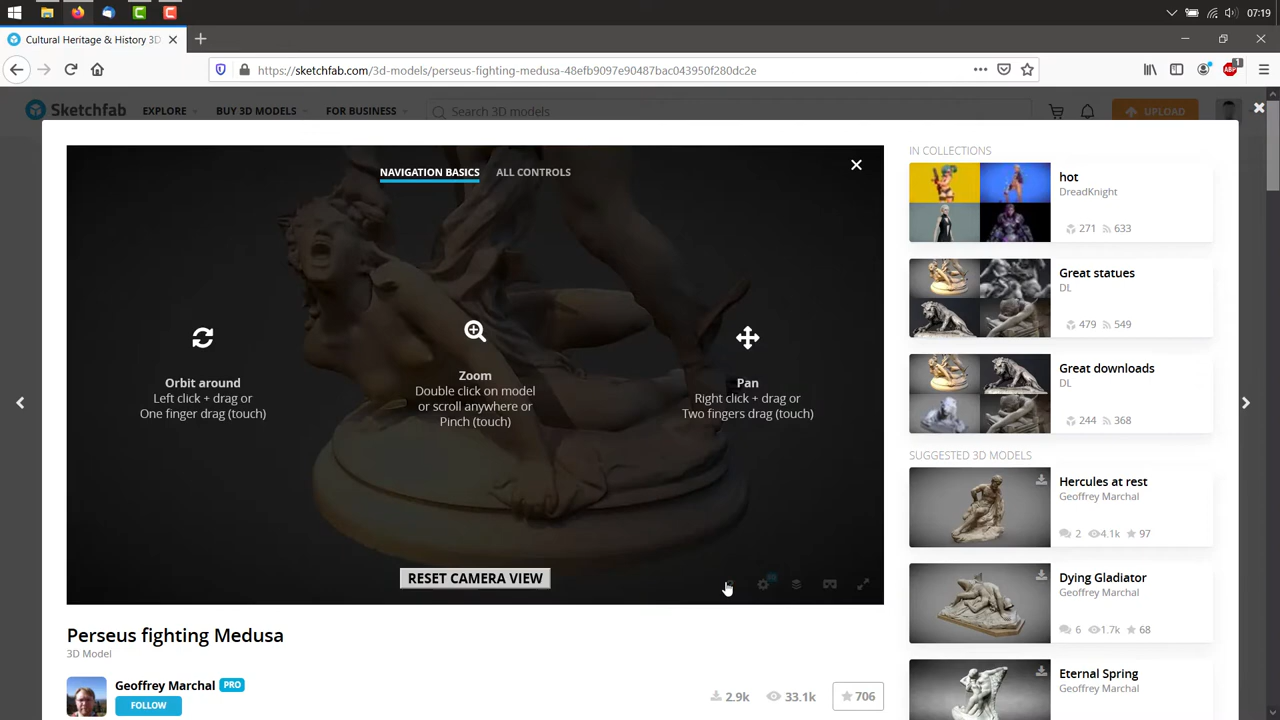 07:19
Cultural Heritage & History 3D
https://sketchfab.com/3d-models/perseus-fighting-medusa-48efb9097e90487bac043950f280dc2e
ABP
1
Sketchfab
EXPLORE
BUY 3D MODELS
FOR BUSINESS
Search 3D models
UPLOAD
NAVIGATION BASICS
ALL CONTROLS
Orbit around
Left click + drag or
One finger drag (touch)
Zoom
Double click on model
or scroll anywhere or
Pinch (touch)
Pan
Right click + drag or
Two fingers drag (touch)
RESET CAMERA VIEW
Perseus fighting Medusa
3D Model
Geoffrey Marchal PRO
FOLLOW
2.9k
33.1k
706
IN COLLECTIONS
hot
DreadKnight
271 633
Great statues
DL
479 549
Great downloads
DL
244 368
SUGGESTED 3D MODELS
Hercules at rest
Geoffrey Marchal
2 4.1k 97
Dying Gladiator
Geoffrey Marchal
6 1.7k 68
Eternal Spring
Geoffrey Marchal